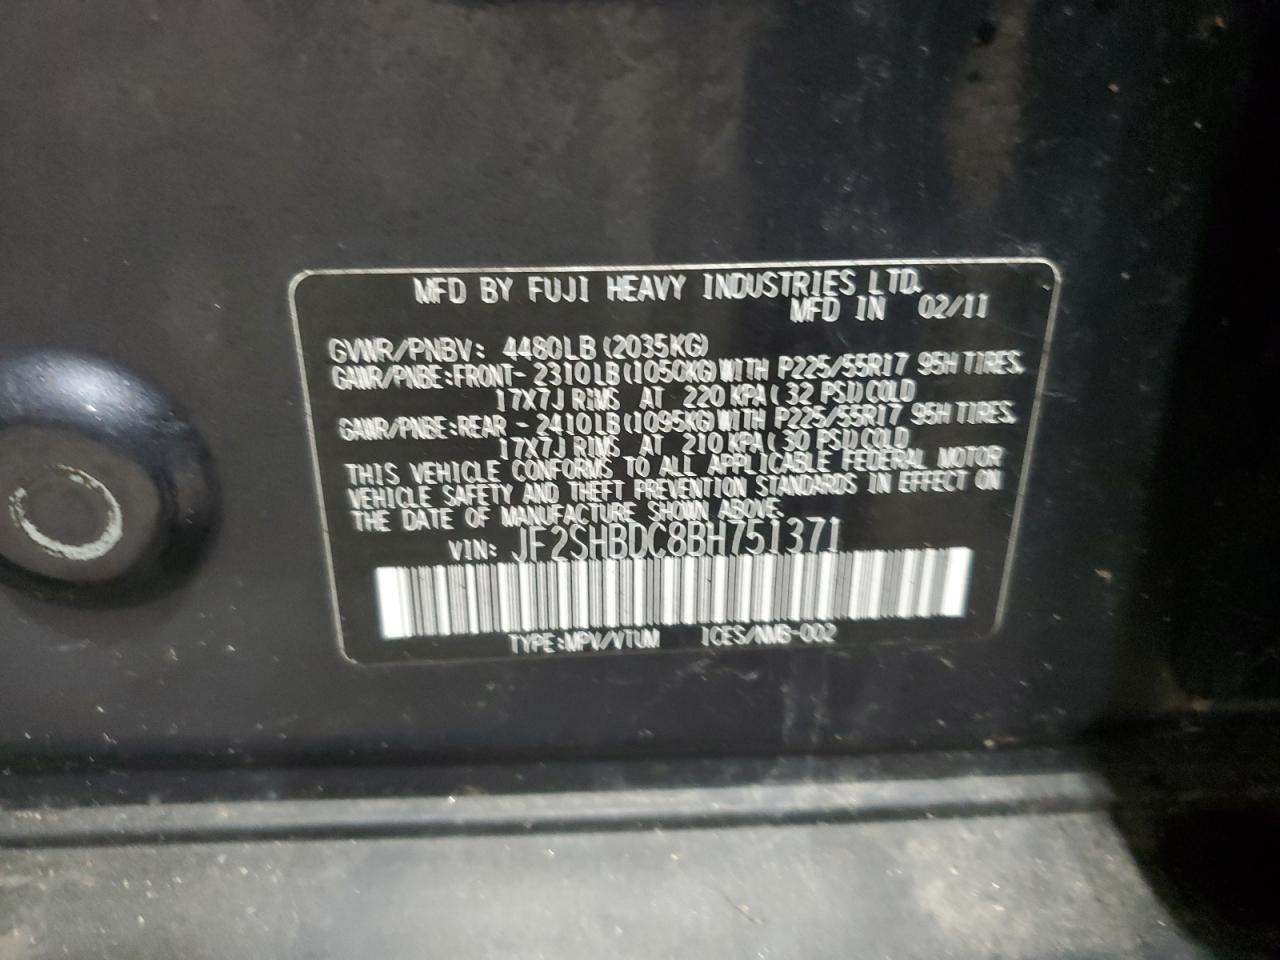 MFD BY FUJI HEAVY INDUSTRIES LTD.
MFD IN 02/11
GVWR/PNBV: 4480LB (2035KG)
GAWR/PNBE:FRONT- 2310LB(1050KG)WITH P225/55R17 95H TIRES.
17X7J RIMS AT 220KPA( 32 PSI)COLD
GAWR/PNBE:REAR - 2410LB(1095KG)WITH P225/55R17 95H TIRES.
17X7J RIMS AT 210KPA( 30 PSI)COLD
THIS VEHICLE CONFORMS TO ALL APPLICABLE FEDERAL MOTOR
VEHICLE SAFETY AND THEFT PREVENTION STANDARDS IN EFFECT ON
THE DATE OF MANUFACTURE SHOWN ABOVE.
VIN: JF2SHBDC8BH751371
TYPE:MPV/VTUM ICES/NMB-002